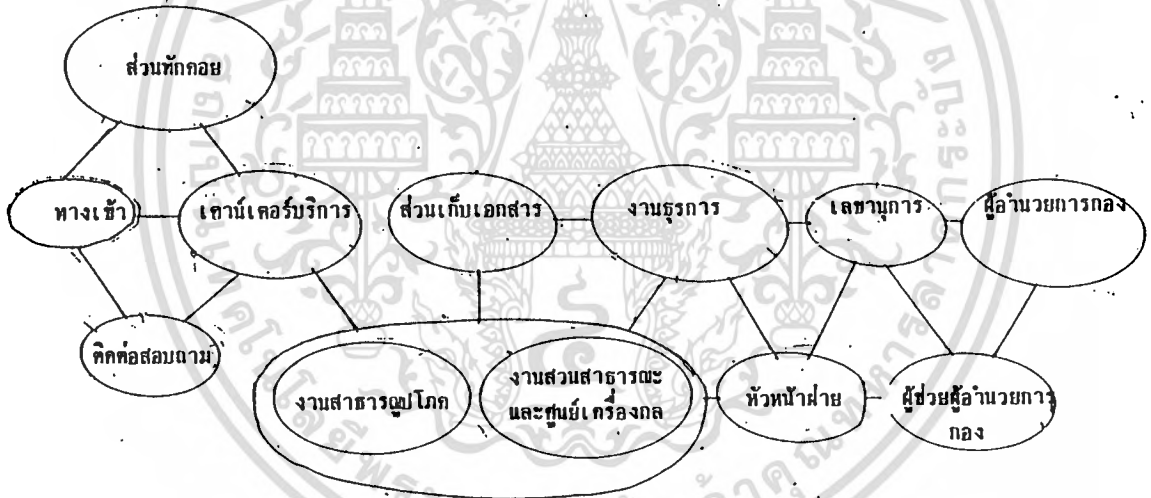 ส่วนพักคอย
ทางเข้า
เคาน์เตอร์บริการ
ส่วนเก็บเอกสาร
งานธุรการ
เลขานุการ
ผู้อำนวยการกอง
ติดต่อสอบถาม
งานสาธารณูปโภค
งานสวนสาธารณะ
และศูนย์เครื่องกล
หัวหน้าฝ่าย
ผู้ช่วยผู้อำนวยการ
กอง